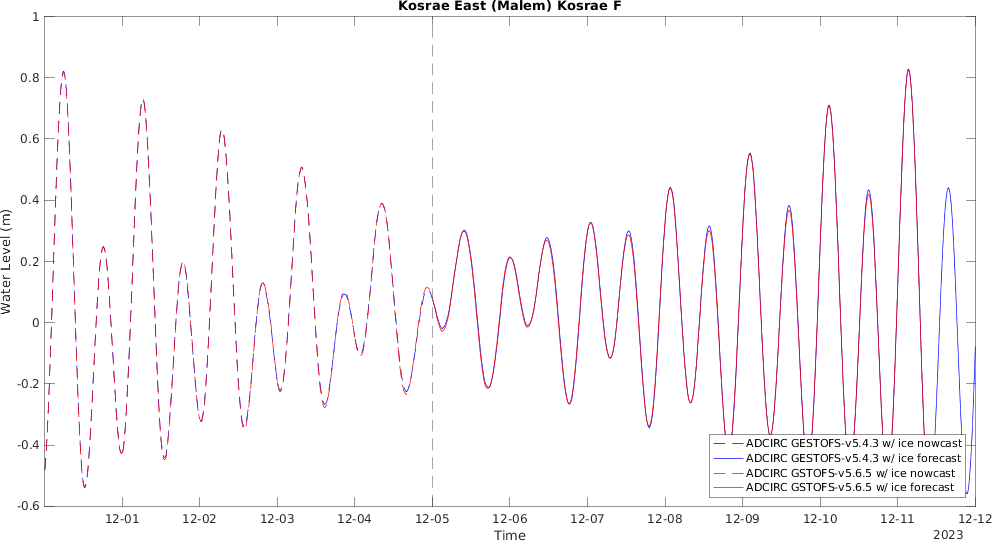 Kosrae East (Malem) Kosrae F
Water Level (m)
1
0.8
0.6
0.4
0.2
0
-0.2
-0.4
-0.6
ADCIRC GESTOFS-v5.4.3 w/ ice nowcast
ADCIRC GESTOFS-v5.4.3 w/ ice forecast
ADCIRC GSTOFS-v5.6.5 w/ ice nowcast
ADCIRC GSTOFS-v5.6.5 w/ ice forecast
12-01 12-02 12-03 12-04 12-05 12-06 12-07 12-08 12-09 12-10 12-11 12-12
Time
2023